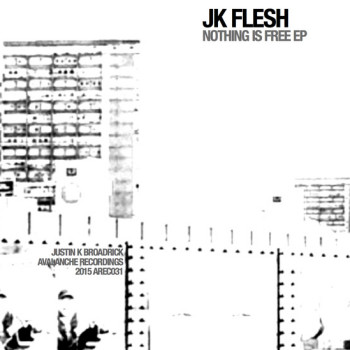 JK FLESH
NOTHING IS FREE EP
JUSTIN K BROADRICK
AVALANCHE RECORDINGS
2015 AREC031